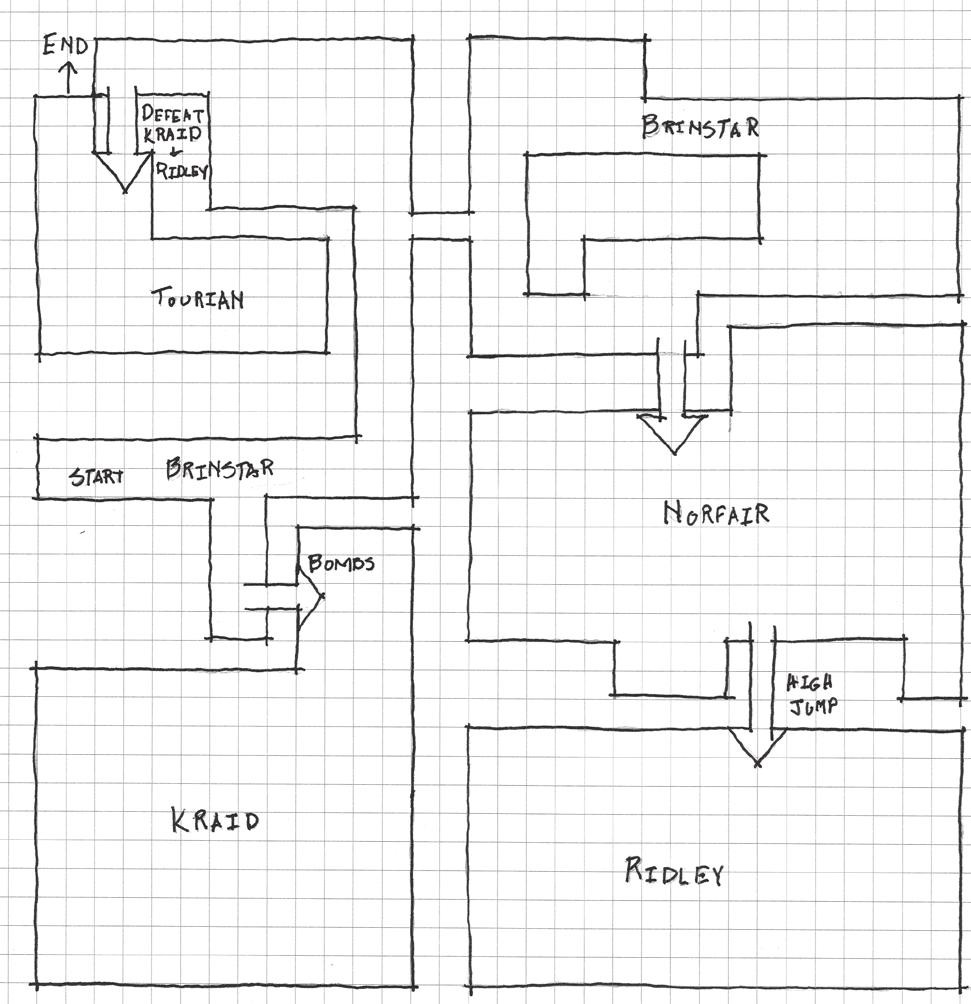 END
DEFEAT
KRAID
+
RIDLEY
BRINSTAR
TOURIAN
START BRINSTAR
NORFAIR
BOMBS
HIGH
JUMP
KRAID
RIDLEY